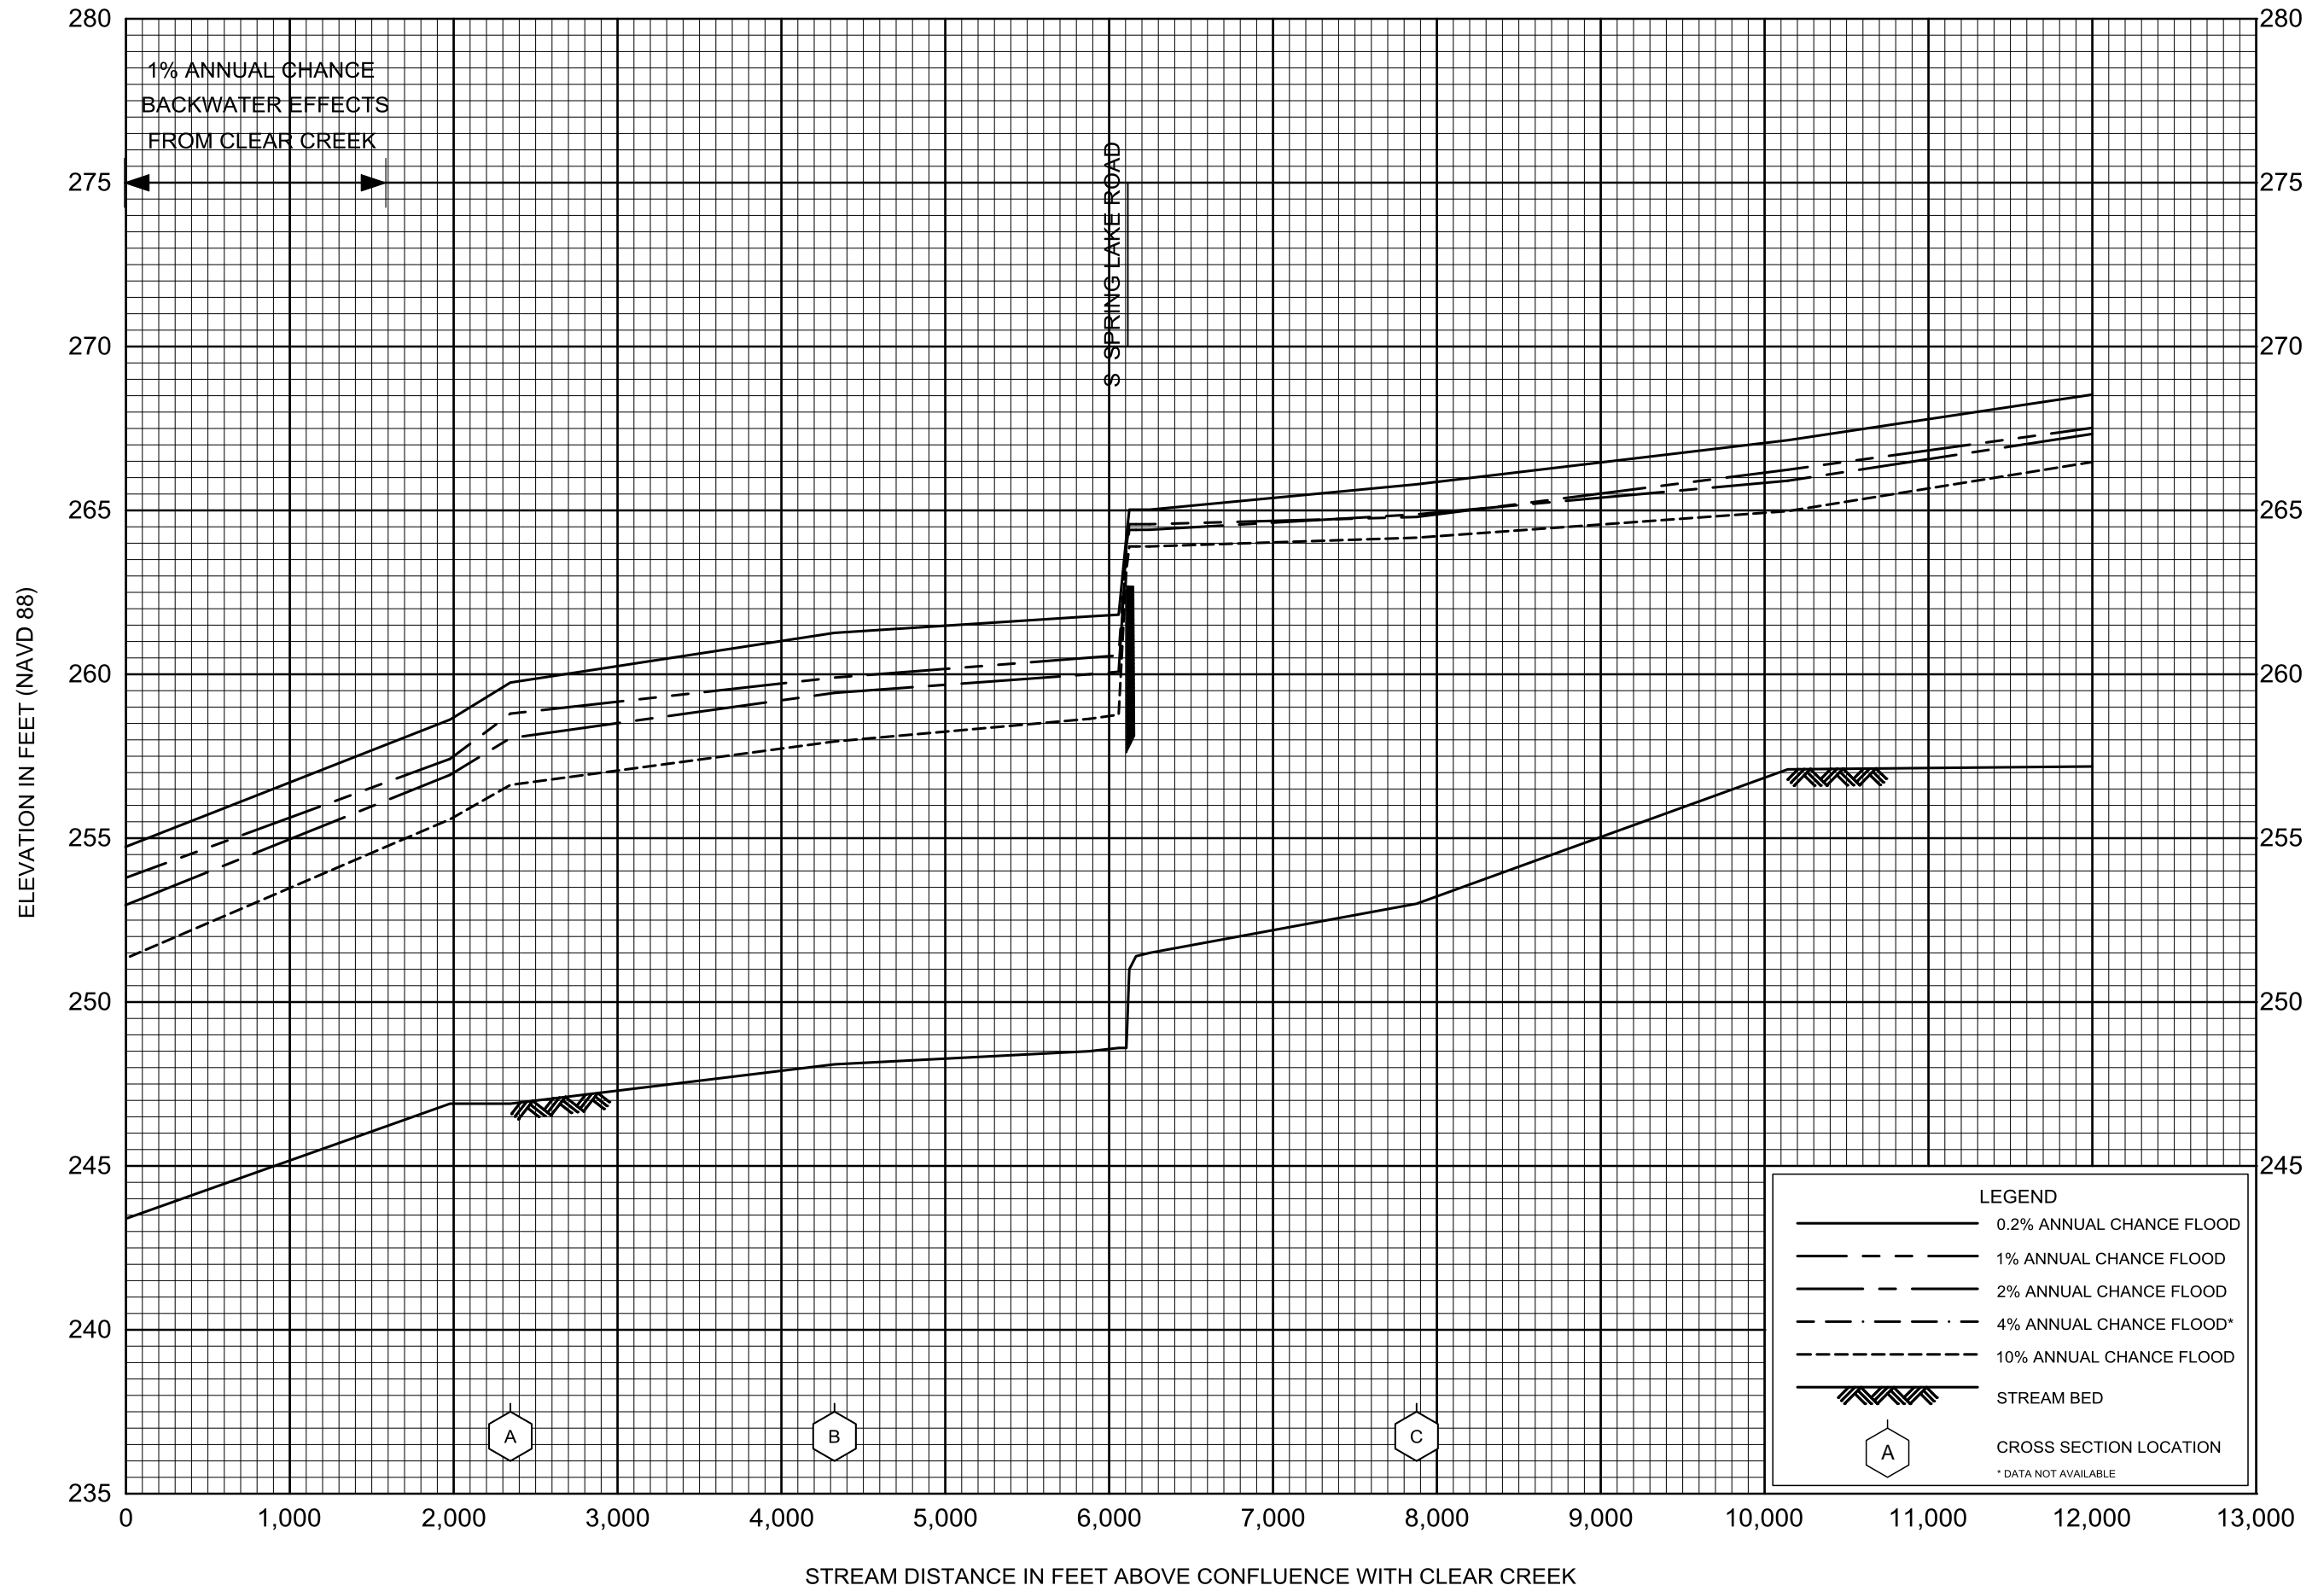 280
280
1% ANNUAL CHANCE
BACKWATER EFFECTS
FROM CLEAR CREEK
S SPRING LAKE ROAD
275
275
270
270
265
265
260
260
255
255
250
250
245
245
240
235
ELEVATION IN FEET (NAVD 88)
A
B
C
LEGEND
0.2% ANNUAL CHANCE FLOOD
1% ANNUAL CHANCE FLOOD
2% ANNUAL CHANCE FLOOD
4% ANNUAL CHANCE FLOOD*
10% ANNUAL CHANCE FLOOD
STREAM BED
A
CROSS SECTION LOCATION
* DATA NOT AVAILABLE
0 1,000 2,000 3,000 4,000 5,000 6,000 7,000 8,000 9,000 10,000 11,000 12,000 13,000
STREAM DISTANCE IN FEET ABOVE CONFLUENCE WITH CLEAR CREEK